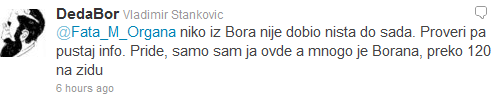 DedaBor Vladimir Stankovic
@Fata_M_Organa niko iz Bora nije dobio nista do sada. Proveri pa
pustaj info. Pride, samo sam ja ovde a mnogo je Borana, preko 120
na zidu
6 hours ago